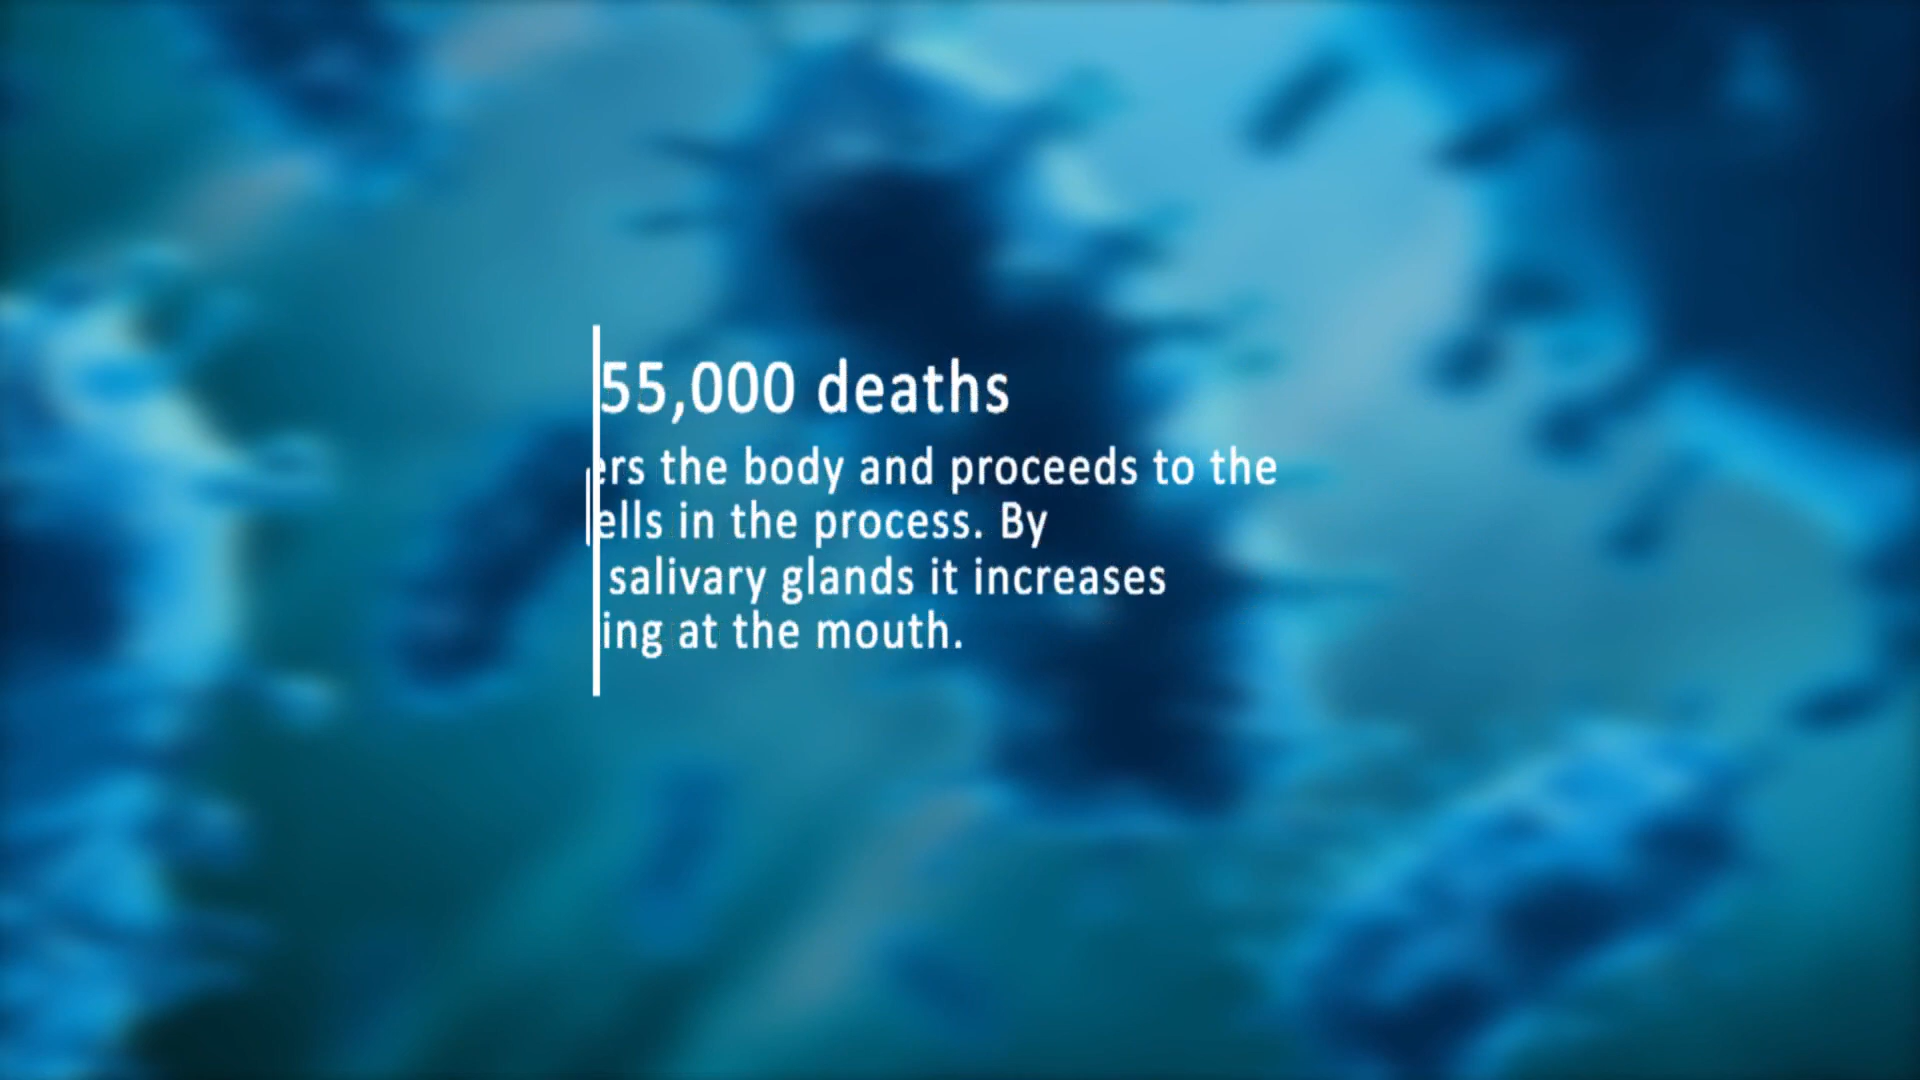 55,000 deaths
ers the body and proceeds to the
ells in the process. By
salivary glands it increases
ing at the mouth.